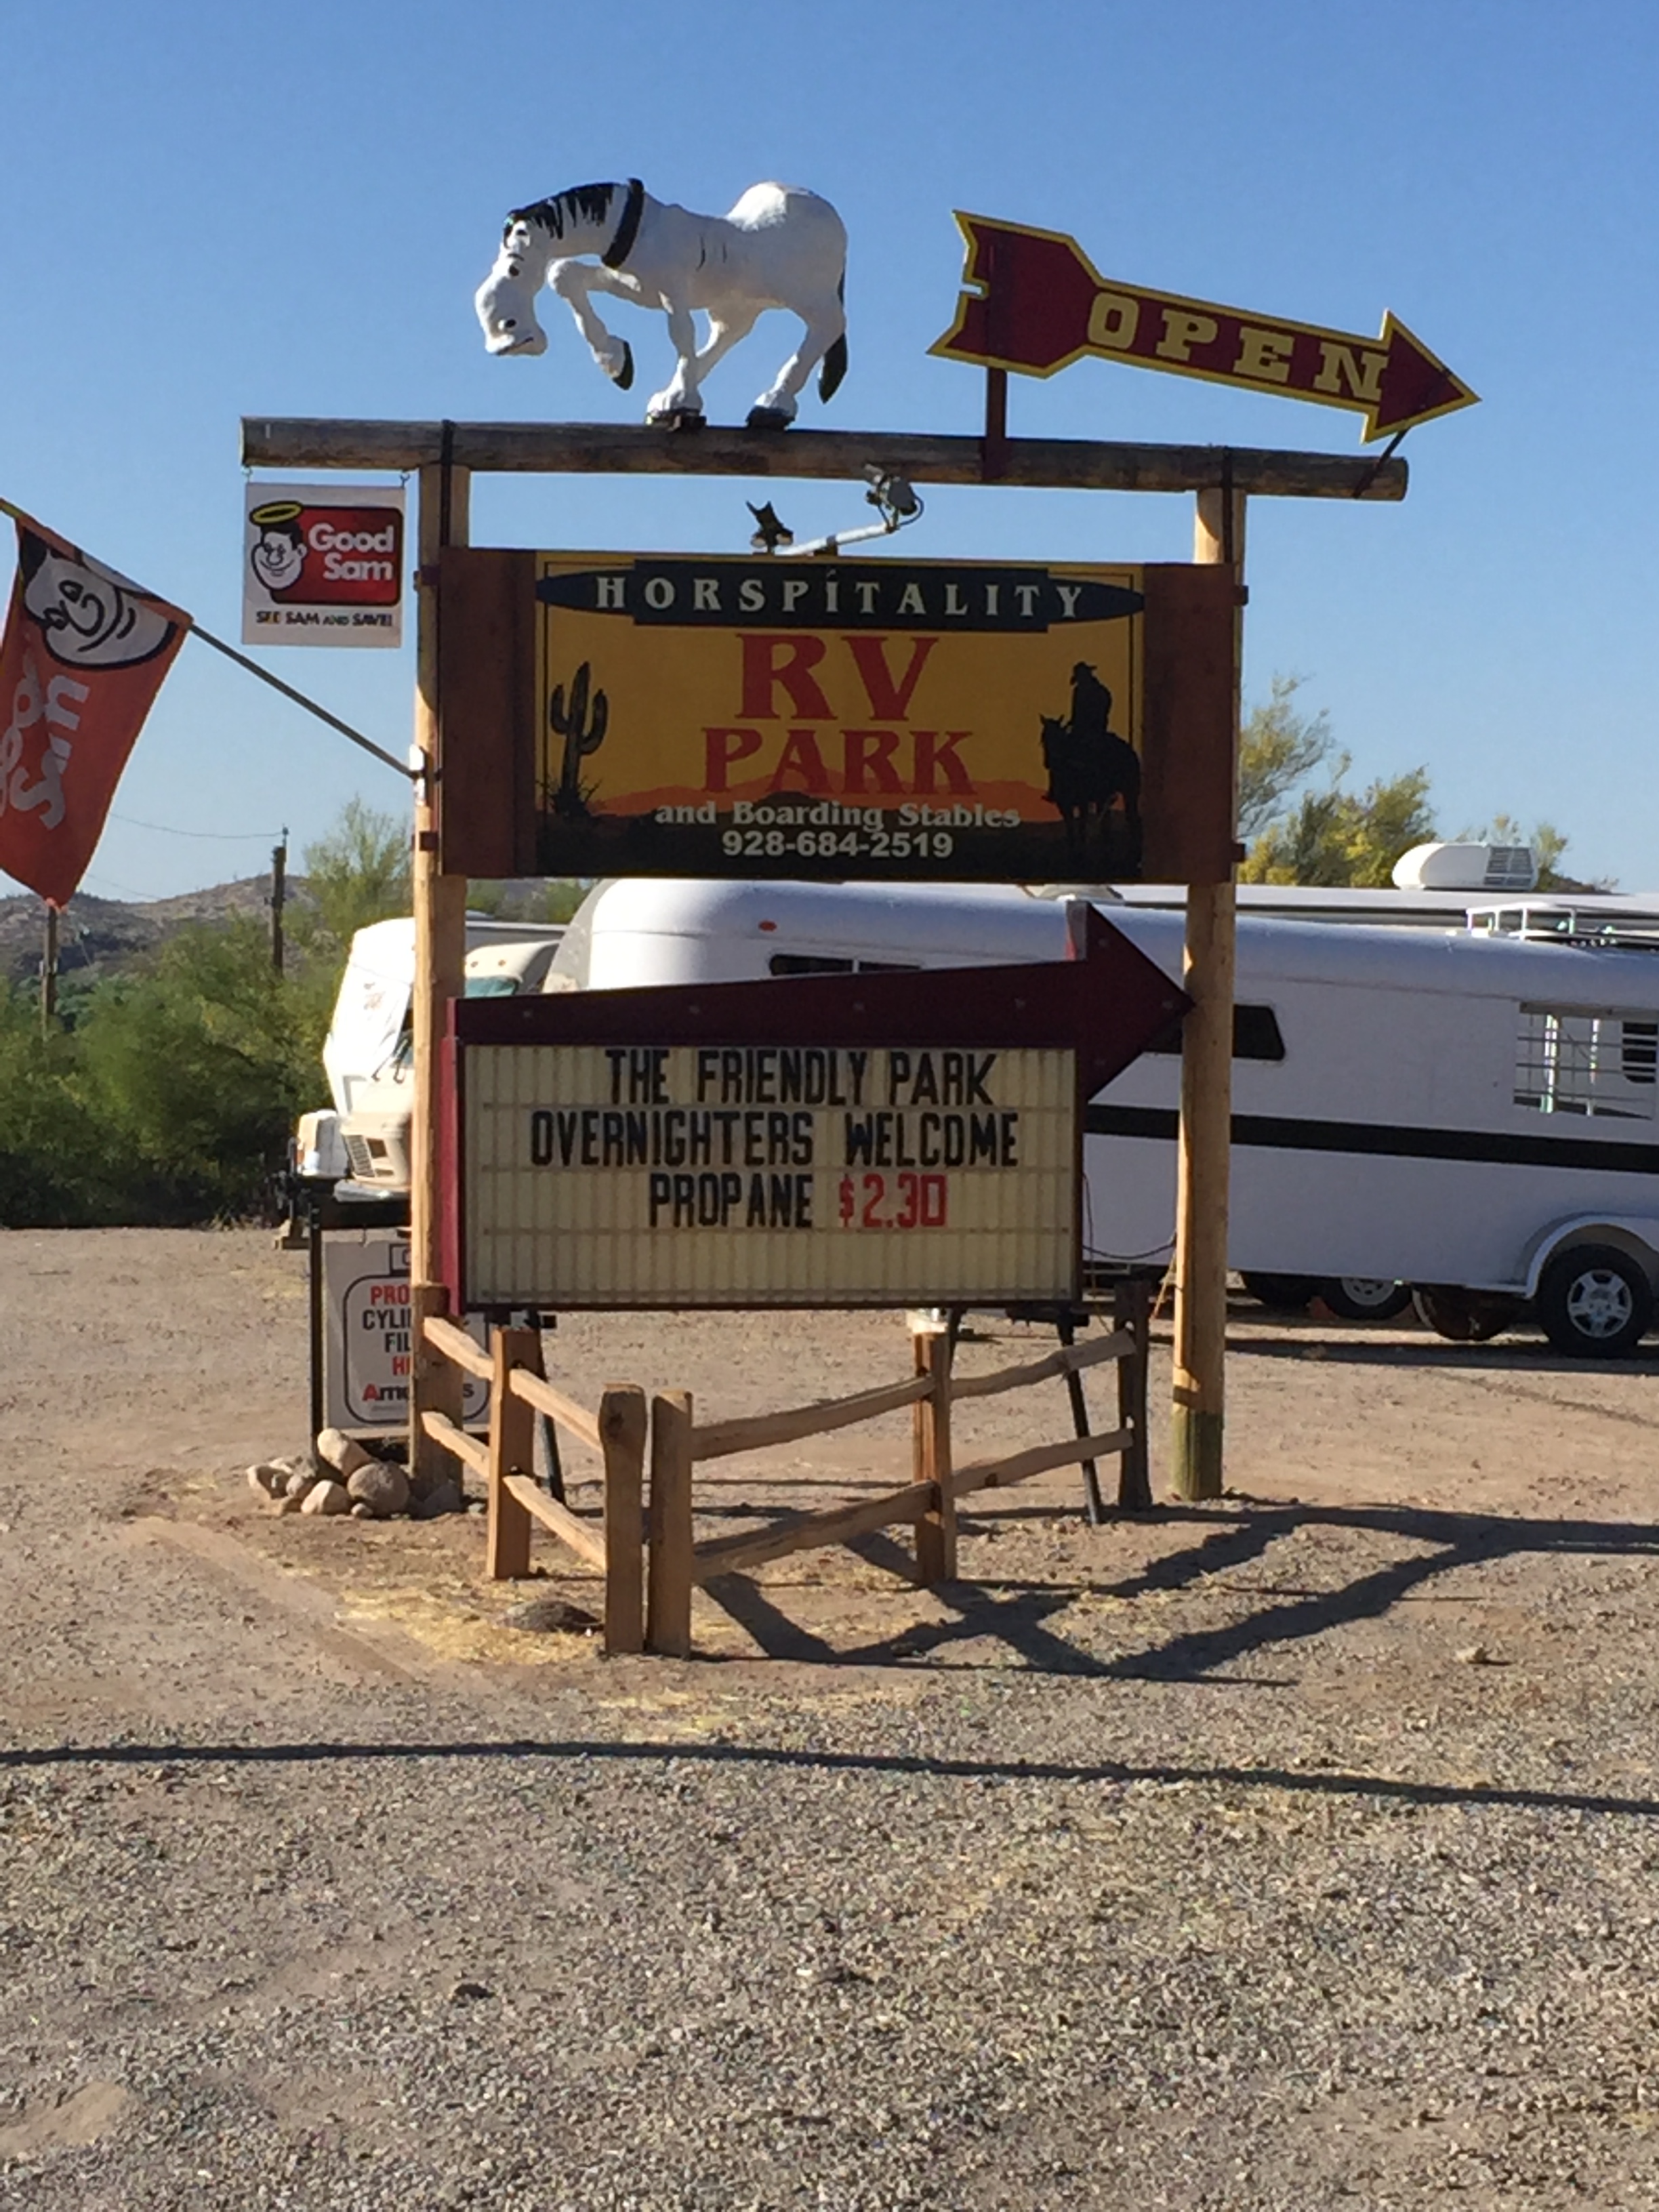 OPEN
Good
Sam
SEE SAM AND SAVE!
Sam
HORSPITALITY
RV
PARK
and Boarding Stables
928-684-2519
THE FRIENDLY PARK
OVERNIGHTERS WELCOME
PROPANE $2.30